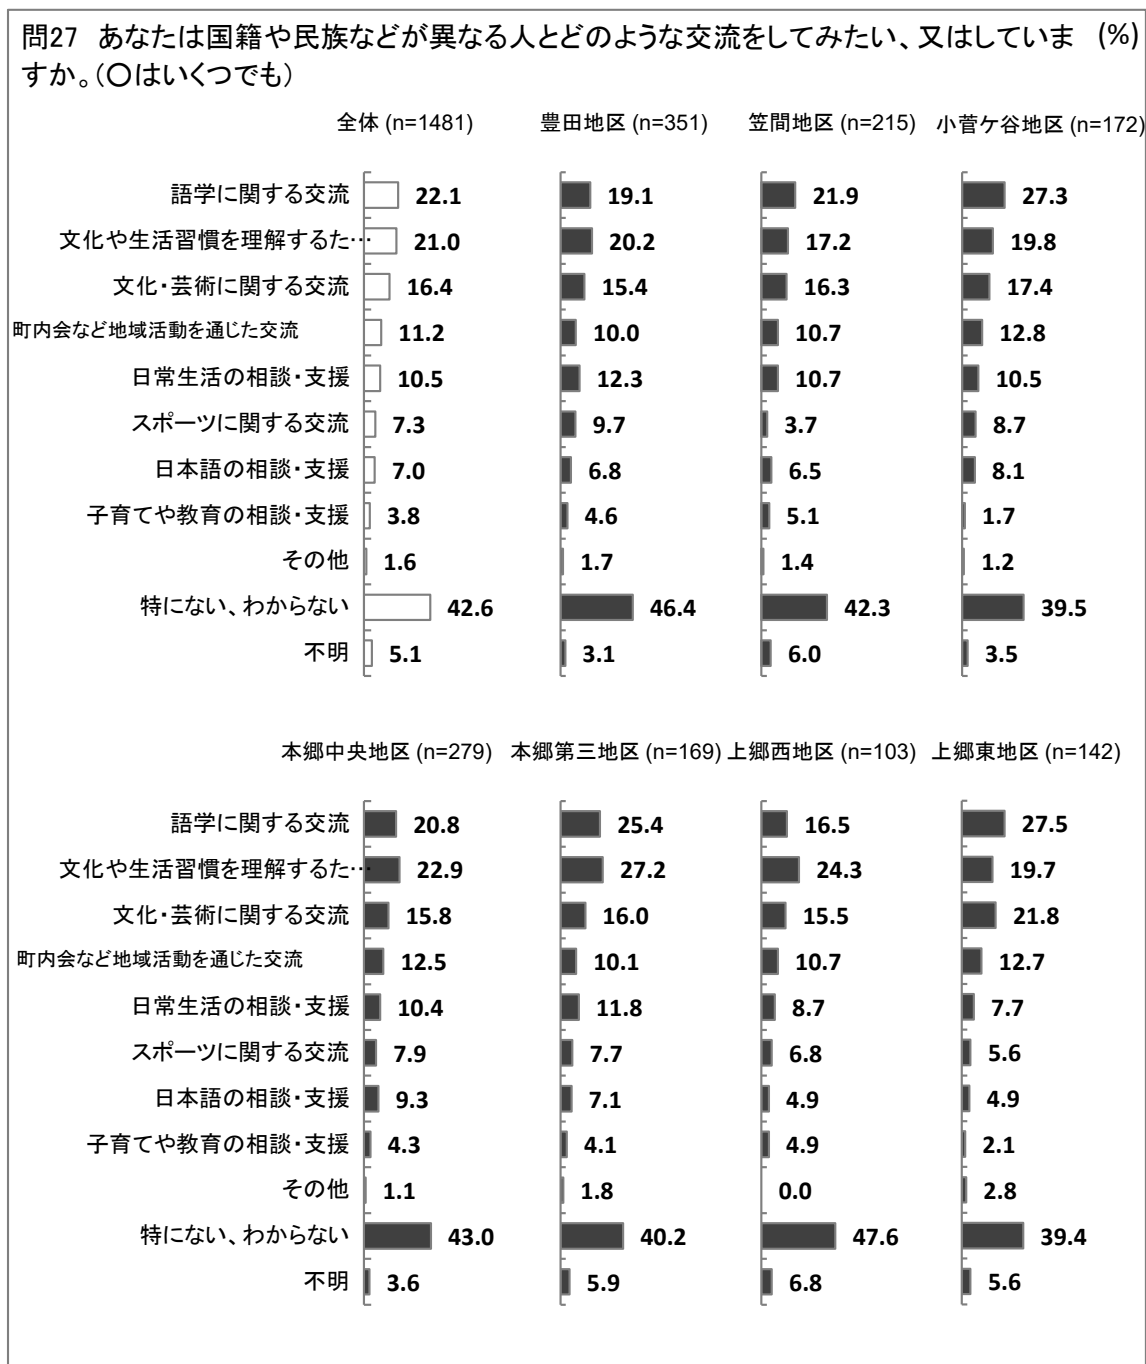 問27 あなたは国籍や民族などが異なる人とどのような交流をしてみたい、又はしていま (%)
すか。(○はいくつでも)
全体 (n=1481) 豊田地区 (n=351) 笠間地区 (n=215) 小菅ケ谷地区 (n=172)
語学に関する交流 22.1 19.1 21.9 27.3
文化や生活習慣を理解するた… 21.0 20.2 17.2 19.8
文化・芸術に関する交流 16.4 15.4 16.3 17.4
町内会など地域活動を通じた交流 11.2 10.0 10.7 12.8
日常生活の相談・支援 10.5 12.3 10.7 10.5
スポーツに関する交流 7.3 9.7 3.7 8.7
日本語の相談・支援 7.0 6.8 6.5 8.1
子育てや教育の相談・支援 3.8 4.6 5.1 1.7
その他 1.6 1.7 1.4 1.2
特にない、わからない 42.6 46.4 42.3 39.5
不明 5.1 3.1 6.0 3.5
本郷中央地区 (n=279) 本郷第三地区 (n=169) 上郷西地区 (n=103) 上郷東地区 (n=142)
語学に関する交流 20.8 25.4 16.5 27.5
文化や生活習慣を理解するた… 22.9 27.2 24.3 19.7
文化・芸術に関する交流 15.8 16.0 15.5 21.8
町内会など地域活動を通じた交流 12.5 10.1 10.7 12.7
日常生活の相談・支援 10.4 11.8 8.7 7.7
スポーツに関する交流 7.9 7.7 6.8 5.6
日本語の相談・支援 9.3 7.1 4.9 4.9
子育てや教育の相談・支援 4.3 4.1 4.9 2.1
その他 1.1 1.8 0.0 2.8
特にない、わからない 43.0 40.2 47.6 39.4
不明 3.6 5.9 6.8 5.6